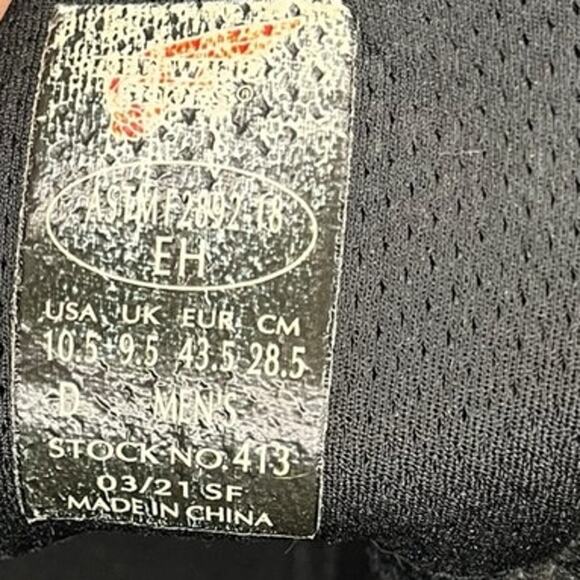 ASTM F2892-18
EH
USA UK EUR CM
10.5 9.5 43.5 28.5
D MEN'S
STOCK NO. 413
03/21 SF
MADE IN CHINA